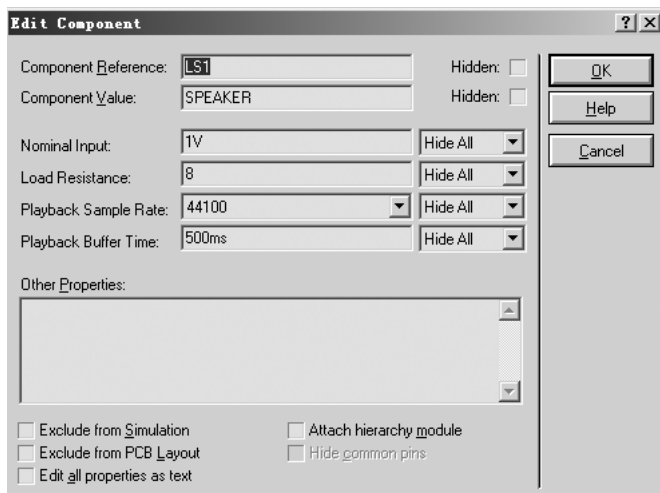 Edit Component
Component Reference: LS1 Hidden:
Component Value: SPEAKER Hidden:
Nominal Input: 1V Hide All
Load Resistance: 8 Hide All
Playback Sample Rate: 44100 Hide All
Playback Buffer Time: 500ms Hide All
Other Properties:
Exclude from Simulation
Exclude from PCB Layout
Edit all properties as text
Attach hierarchy module
Hide common pins
OK
Help
Cancel